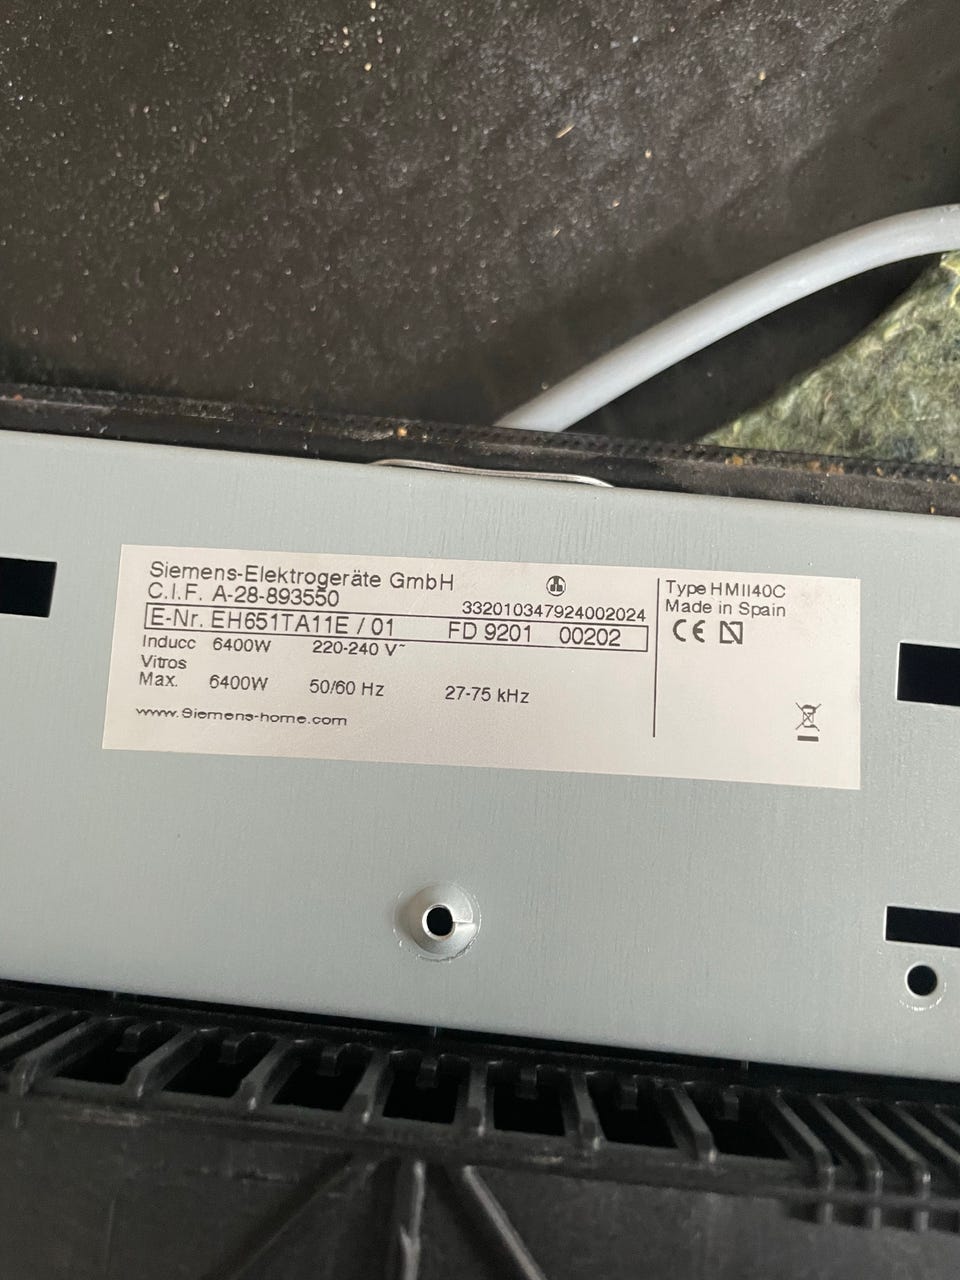 Siemens-Elektrogeräte GmbH
C.I.F. A-28-893550
332010347924002024
E-Nr. EH651TA11E / 01 FD 9201 00202
Inducc 6400W 220-240 V~
Vitros
Max. 6400W 50/60 Hz 27-75 kHz
www.Siemens-home.com
Type HMII40C
Made in Spain
CE N